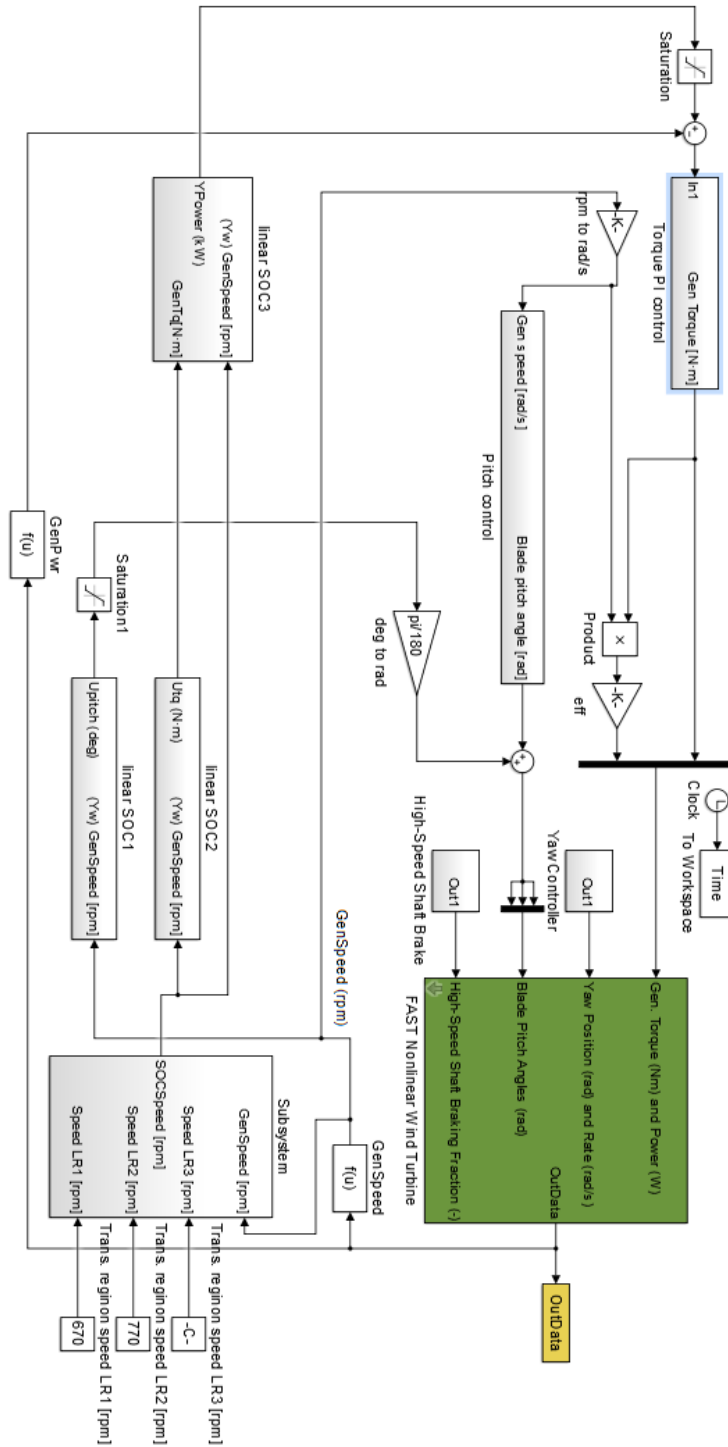 Saturation
In1
Gen Torque [N·m]
Torque PI control
-K-
rpm to rad/s
×
Product
-K-
eff
Clock
Time
To Workspace
Gen speed [rad/s]
Blade pitch angle [rad]
Pitch control
pi/180
deg to rad
Out1
Yaw Controller
Out1
High-Speed Shaft Brake
Gen. Torque (Nm) and Power (W)
Yaw Position (rad) and Rate (rad/s)
OutData
Blade Pitch Angles (rad)
High-Speed Shaft Braking Fraction (-)
FAST Nonlinear Wind Turbine
OutData
linear SOC3
(Yw) GenSpeed [rpm]
YPower (kW)
GenTq[N·m]
linear SOC2
Utq (N·m)
(Yw) GenSpeed [rpm]
linear SOC1
Upitch (deg)
(Yw) GenSpeed [rpm]
Saturation1
GenPwr
f(u)
GenSpeed (rpm)
GenSpeed
f(u)
Subsystem
GenSpeed [rpm]
Speed LR3 [rpm]
SOCSpeed [rpm]
Speed LR2 [rpm]
Speed LR1 [rpm]
-C-
Trans. reginon speed LR3 [rpm]
770
Trans. reginon speed LR2 [rpm]
670
Trans. reginon speed LR1 [rpm]